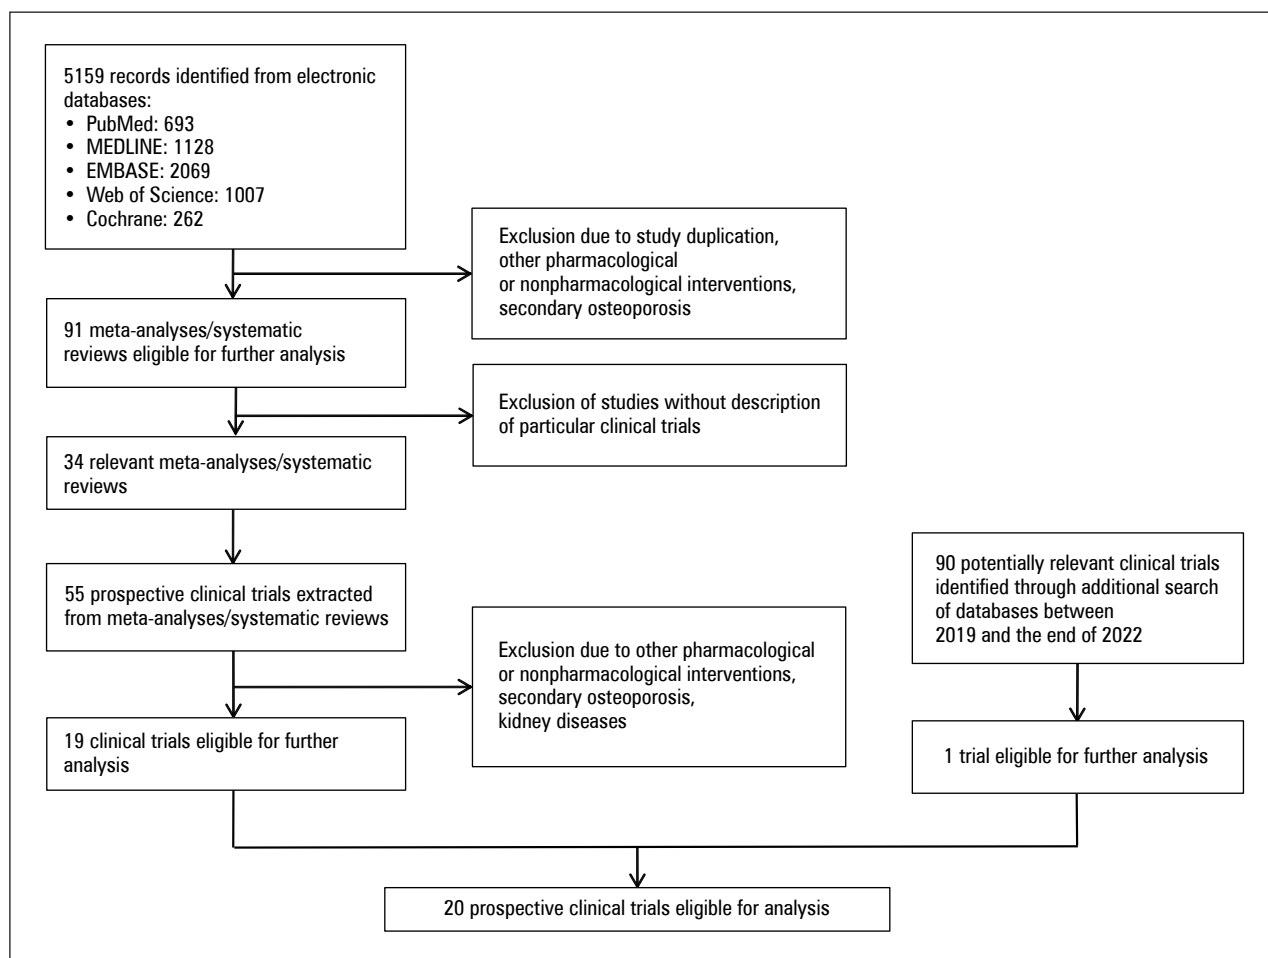 5159 records identified from electronic
databases:
• PubMed: 693
• MEDLINE: 1128
• EMBASE: 2069
• Web of Science: 1007
• Cochrane: 262
Exclusion due to study duplication,
other pharmacological
or nonpharmacological interventions,
secondary osteoporosis
91 meta-analyses/systematic
reviews eligible for further analysis
Exclusion of studies without description
of particular clinical trials
34 relevant meta-analyses/systematic
reviews
90 potentially relevant clinical trials
identified through additional search
of databases between
2019 and the end of 2022
55 prospective clinical trials extracted
from meta-analyses/systematic reviews
Exclusion due to other pharmacological
or nonpharmacological interventions,
secondary osteoporosis,
kidney diseases
19 clinical trials eligible for further
analysis
1 trial eligible for further analysis
20 prospective clinical trials eligible for analysis